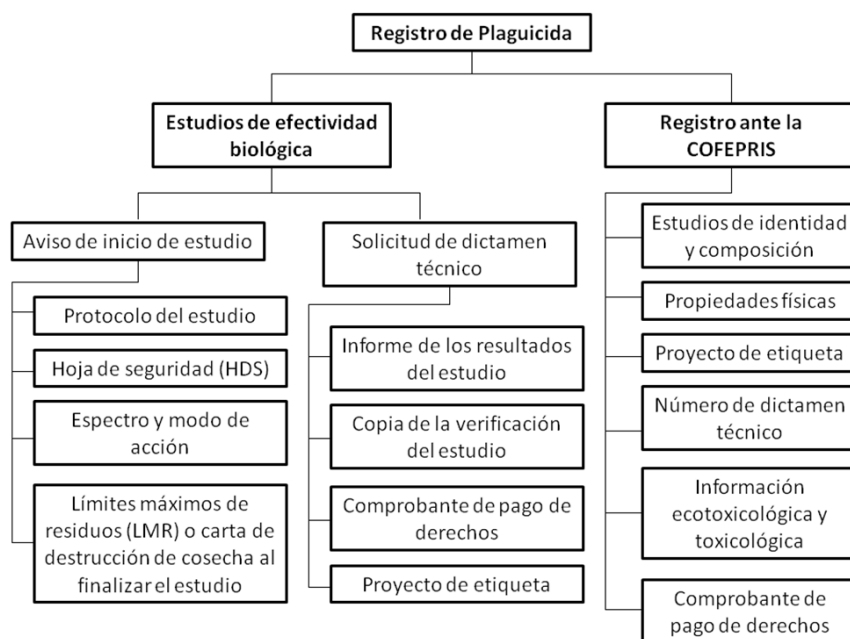 Registro de Plaguicida
Estudios de efectividad
biológica
Registro ante la
COFEPRIS
Aviso de inicio de estudio
Protocolo del estudio
Hoja de seguridad (HDS)
Espectro y modo de
acción
Límites máximos de
residuos (LMR) o carta de
destrucción de cosecha al
finalizar el estudio
Solicitud de dictamen
técnico
Informe de los resultados
del estudio
Copia de la verificación
del estudio
Comprobante de pago de
derechos
Proyecto de etiqueta
Estudios de identidad
y composición
Propiedades físicas
Proyecto de etiqueta
Número de dictamen
técnico
Información
ecotoxicológica y
toxicológica
Comprobante de
pago de derechos